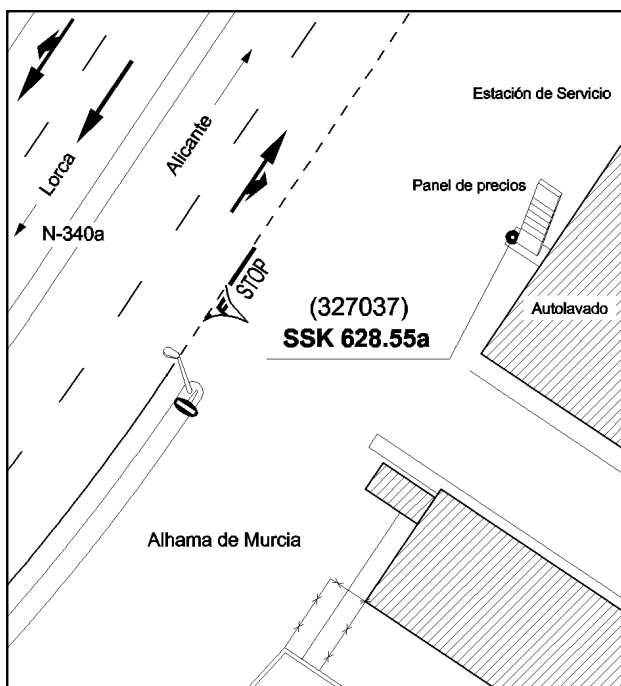 Estación de Servicio
Alicante
Lorca
Panel de precios
N-340a
STOP
(327037)
SSK 628.55a
Autolavado
Alhama de Murcia